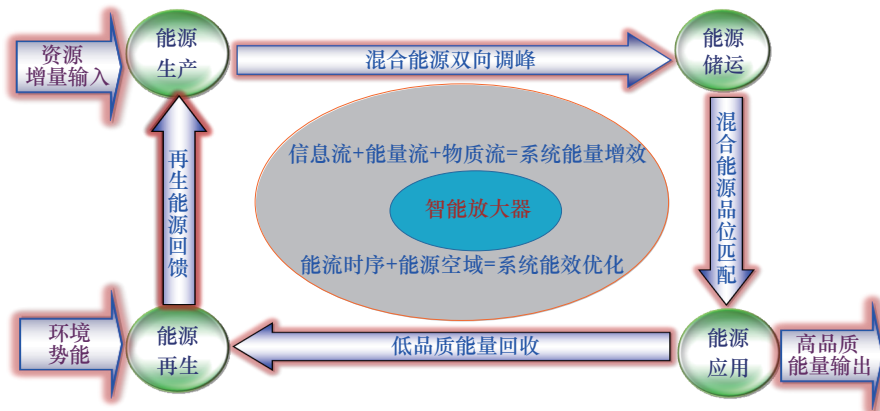 资源
增量输入
能源
生产
混合能源双向调峰
能源
储运
混合能源品位匹配
信息流+能量流+物质流=系统能量增效
智能放大器
能流时序+能源空域=系统能效优化
再生能源回馈
环境
势能
能源
再生
低品质能量回收
能源
应用
高品质
能量输出